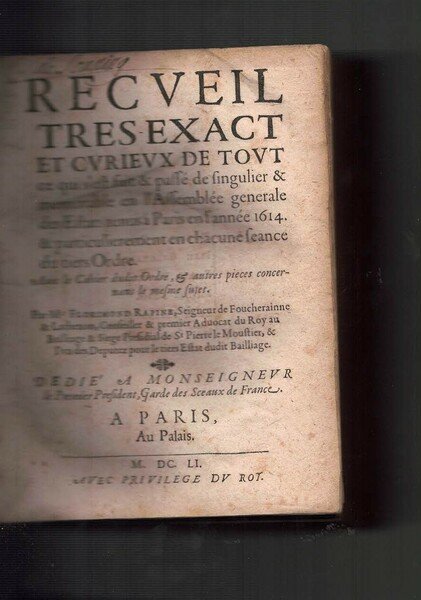 RECVEIL
TRES EXACT
ET CVRIEVX DE TOVT
ce qui s'est fait & passé de singulier &
memorable en l'Assemblée generale
des Estats tenus à Paris en l'année 1614.
& particulierement en chacune seance
du tiers Ordre.
le Cahier dudit Ordre, & autres pieces concer-
nans le mesme sujet.
Par Me FLORIMOND RAPINE, Seigneur de Foucherainne
& Conseiller & premier Advocat du Roy au
Bailliage & Siege Presidial de St Pierre le Moustier, &
l'vn des Deputez pour le tiers Estat dudit Bailliage.
DEDIÉ A MONSEIGNEVR
le Premier President, Garde des Sceaux de France.
A PARIS,
Au Palais.
M. DC. LI.
AVEC PRIVILEGE DV ROY.